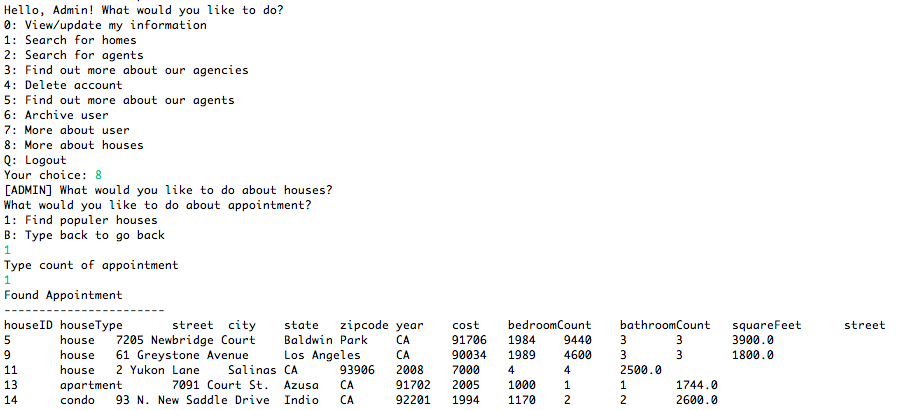 Hello, Admin! What would you like to do?
0: View/update my information
1: Search for homes
2: Search for agents
3: Find out more about our agencies
4: Delete account
5: Find out more about our agents
6: Archive user
7: More about user
8: More about houses
Q: Logout
Your choice: 8
[ADMIN] What would you like to do about houses?
What would you like to do about appointment?
1: Find populer houses
B: Type back to go back
1
Type count of appointment
1
Found Appointment
-----------------------
houseID houseType street city state zipcode year cost bedroomCount bathroomCount squareFeet street
5 house 7205 Newbridge Court Baldwin Park CA 91706 1984 9440 3 3 3900.0
9 house 61 Greystone Avenue Los Angeles CA 90034 1989 4600 3 3 1800.0
11 house 2 Yukon Lane Salinas CA 93906 2008 7000 4 4 2500.0
13 apartment 7091 Court St. Azusa CA 91702 2005 1000 1 1 1744.0
14 condo 93 N. New Saddle Drive Indio CA 92201 1994 1170 2 2 2600.0